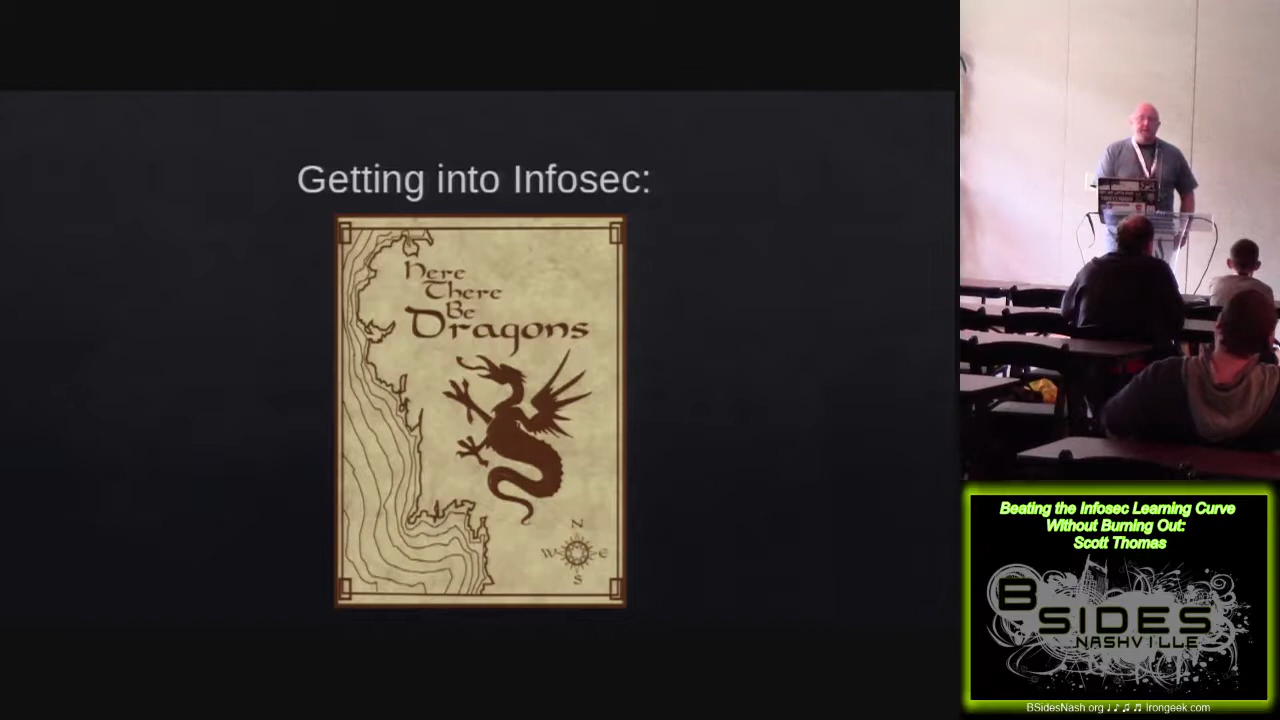 Getting into Infosec:
Here
There
Be
Dragons
N
W E
S
Beating the Infosec Learning Curve
Without Burning Out:
Scott Thomas
BSIDES
NASHVILLE
BSidesNash.org ♩ ♪ ♫ ♬ Irongeek.com